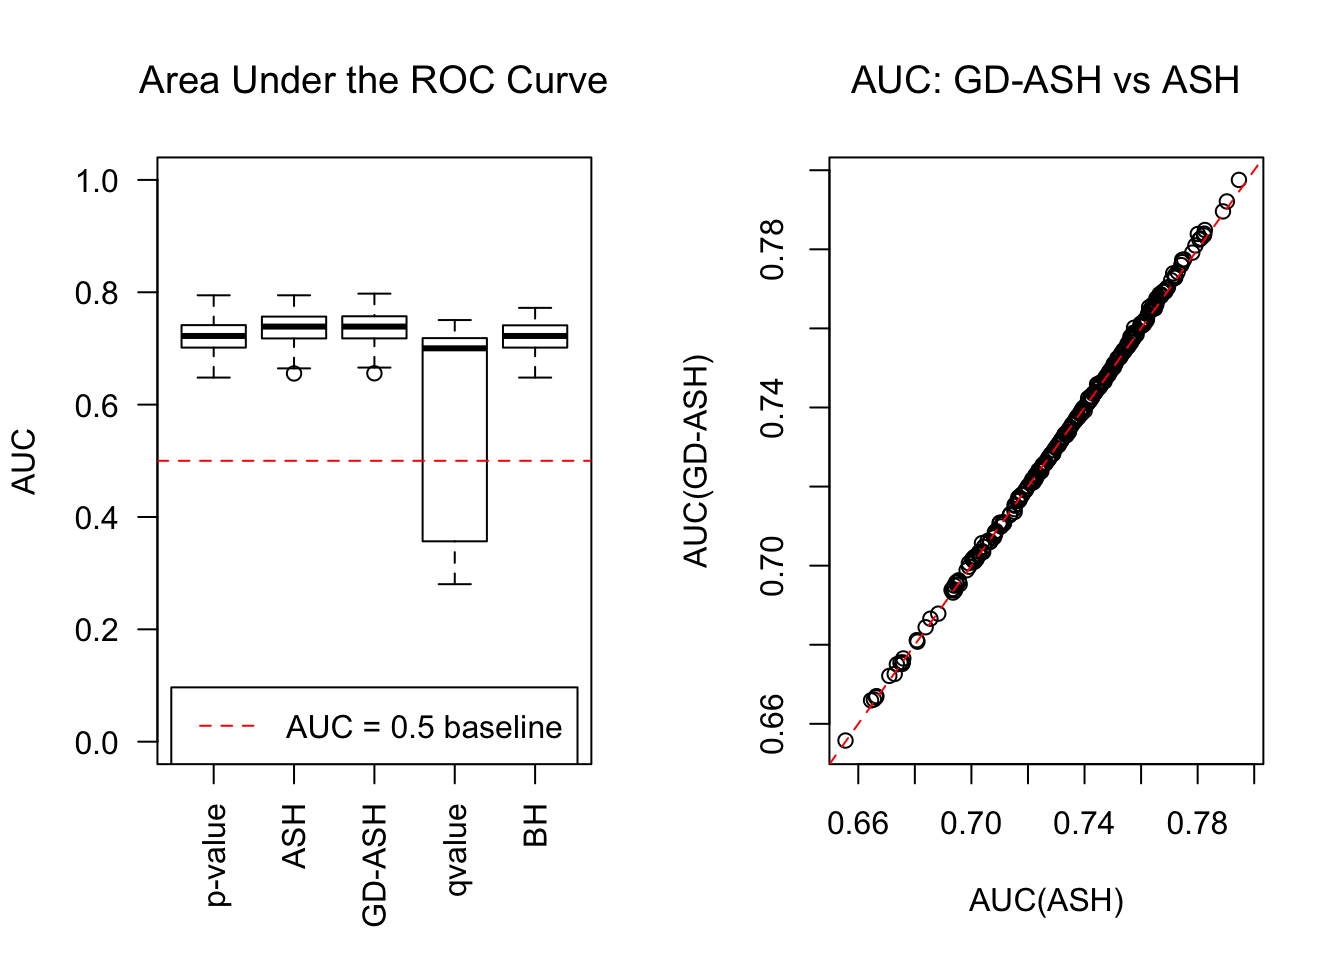 Area Under the ROC Curve
AUC
1.0
0.8
0.6
0.4
0.2
0.0
AUC = 0.5 baseline
p-value
ASH
GD-ASH
qvalue
BH
AUC: GD-ASH vs ASH
AUC(GD-ASH)
0.78
0.74
0.70
0.66
0.66 0.70 0.74 0.78
AUC(ASH)